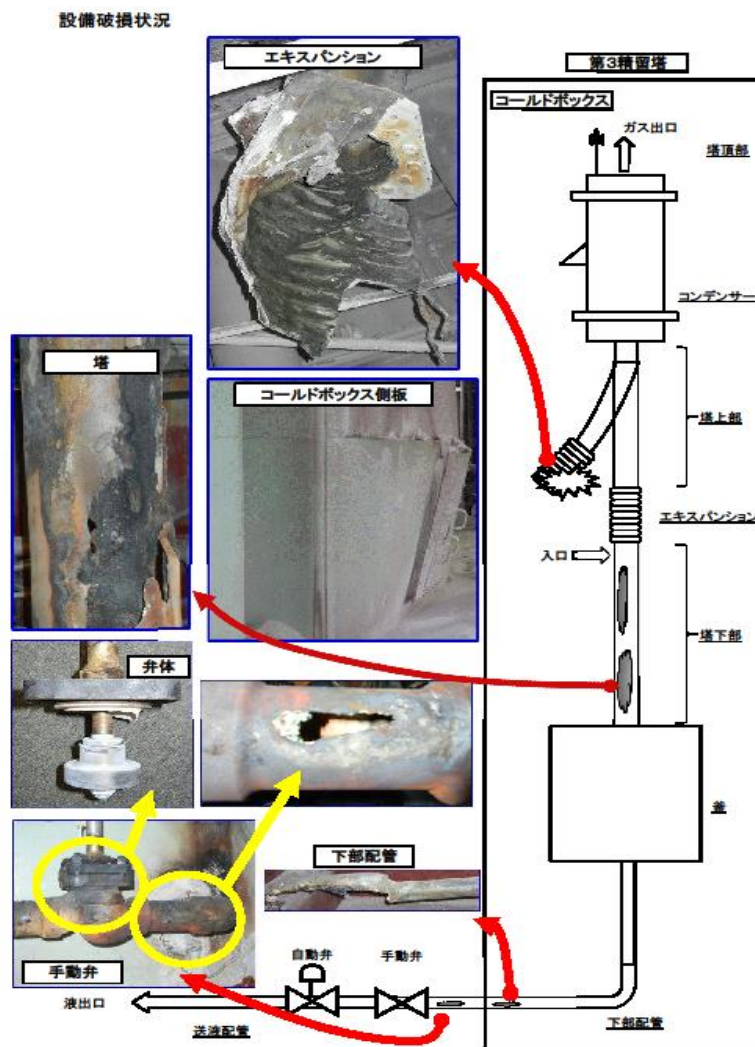 設備破損状況
エキスパンション
第3精留塔
コールドボックス
ガス出口
塔頂部
コンデンサー
塔
コールドボックス側板
塔上部
エキスパンション
入口
塔下部
弁体
釜
下部配管
手動弁
自動弁
手動弁
液出口
送液配管
下部配管